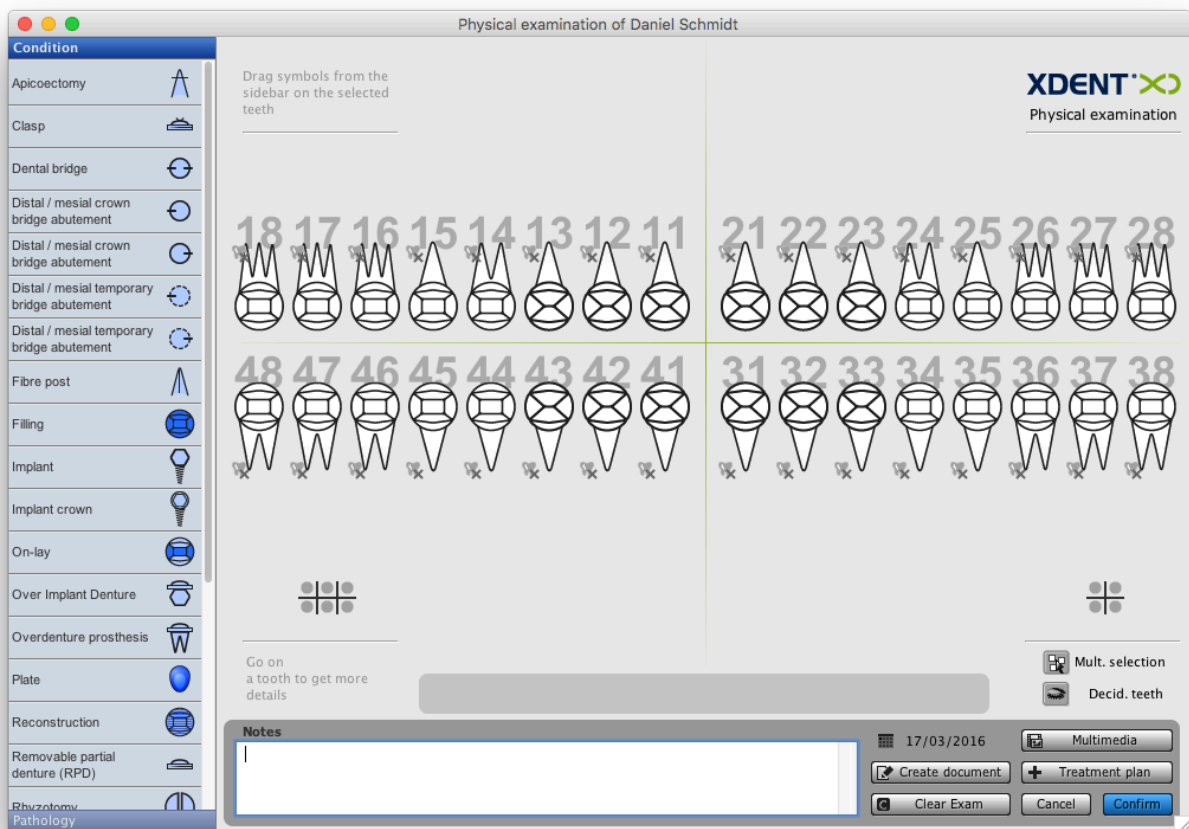 Physical examination of Daniel Schmidt
Condition
Apicoectomy
Clasp
Dental bridge
Distal / mesial crown
bridge abutement
Distal / mesial crown
bridge abutement
Distal / mesial temporary
bridge abutement
Distal / mesial temporary
bridge abutement
Fibre post
Filling
Implant
Implant crown
On-lay
Over Implant Denture
Overdenture prosthesis
Plate
Reconstruction
Removable partial
denture (RPD)
Rhyzotomy
Pathology
Drag symbols from the
sidebar on the selected
teeth
XDENT
Physical examination
18 17 16 15 14 13 12 11 21 22 23 24 25 26 27 28
48 47 46 45 44 43 42 41 31 32 33 34 35 36 37 38
Go on
a tooth to get more
details
Mult. selection
Decid. teeth
Notes
17/03/2016
Multimedia
Create document
Treatment plan
C Clear Exam
Cancel
Confirm